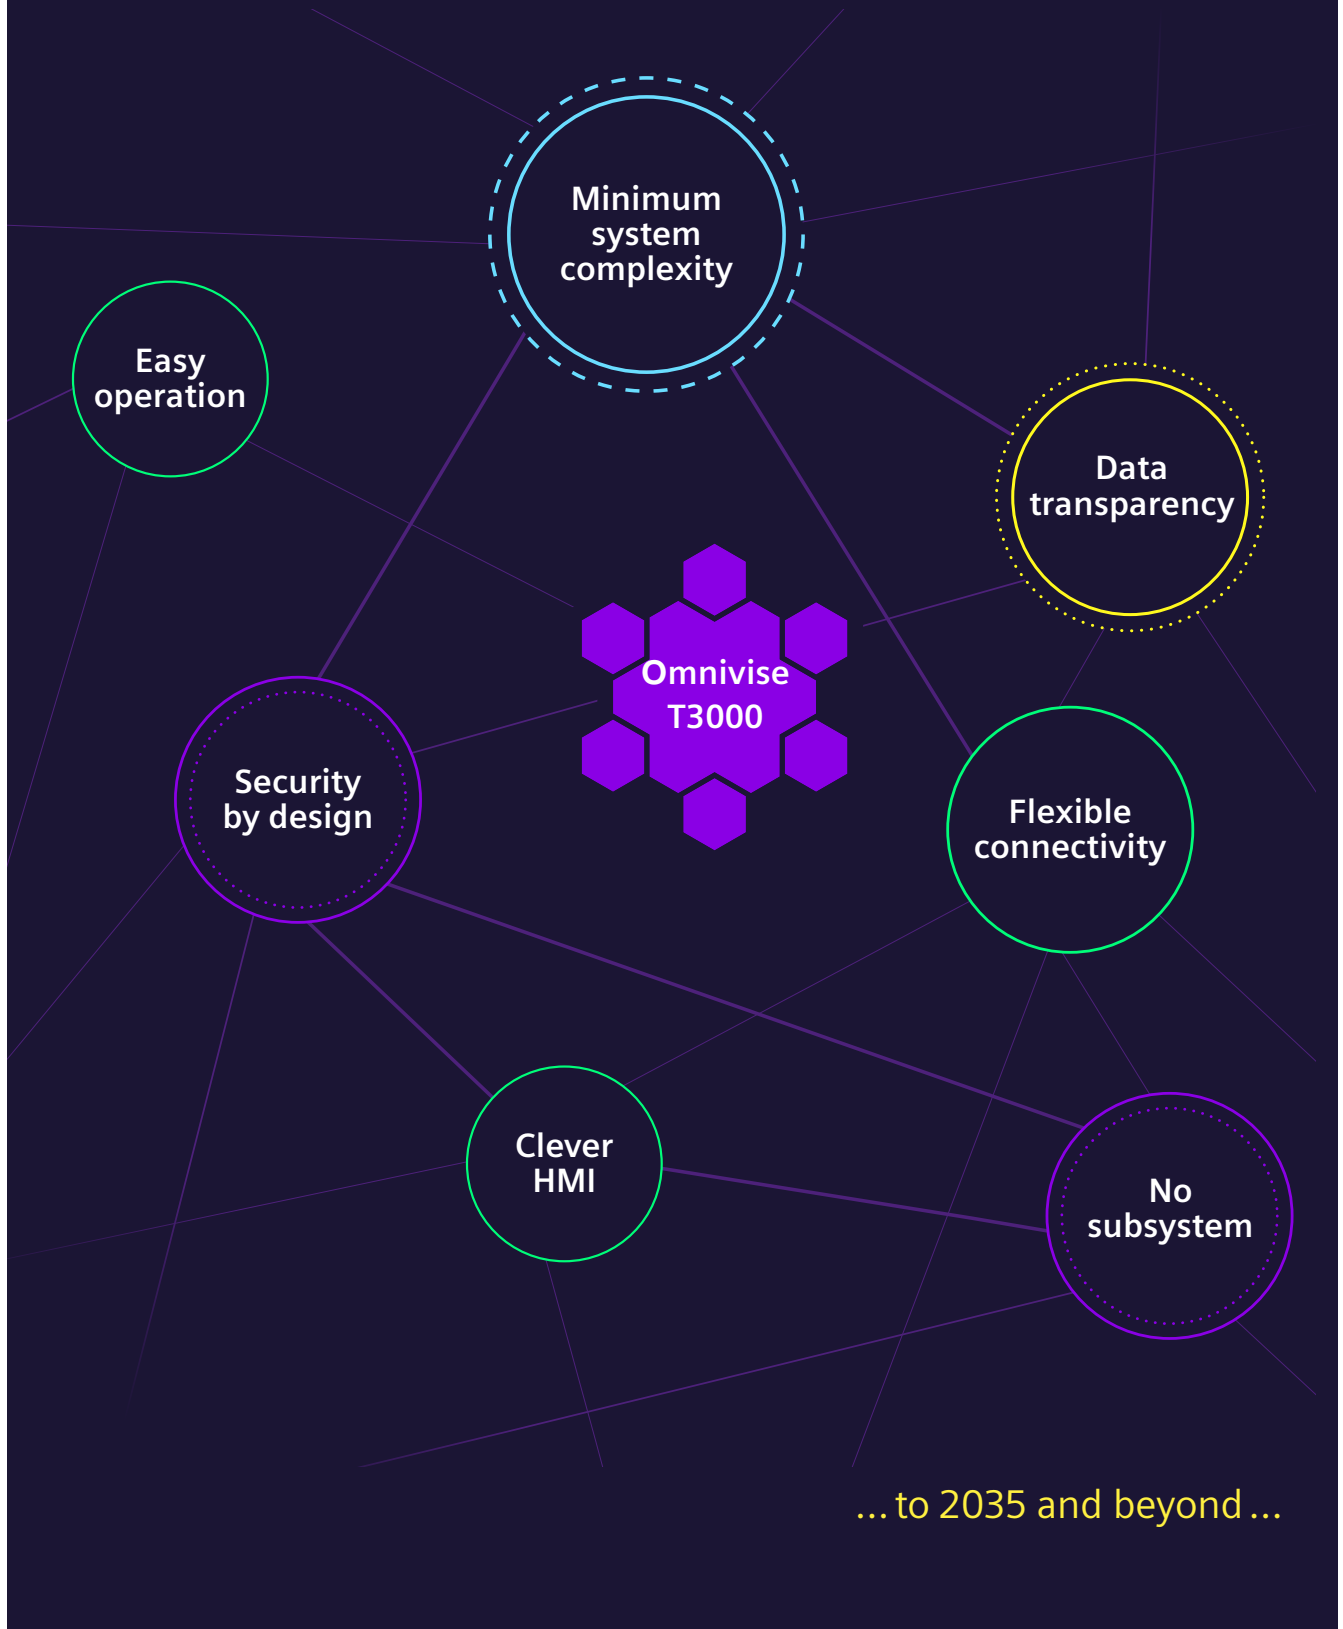 Minimum
system
complexity
Easy
operation
Data
transparency
Omnivise
T3000
Security
by design
Flexible
connectivity
Clever
HMI
No
subsystem
... to 2035 and beyond ...